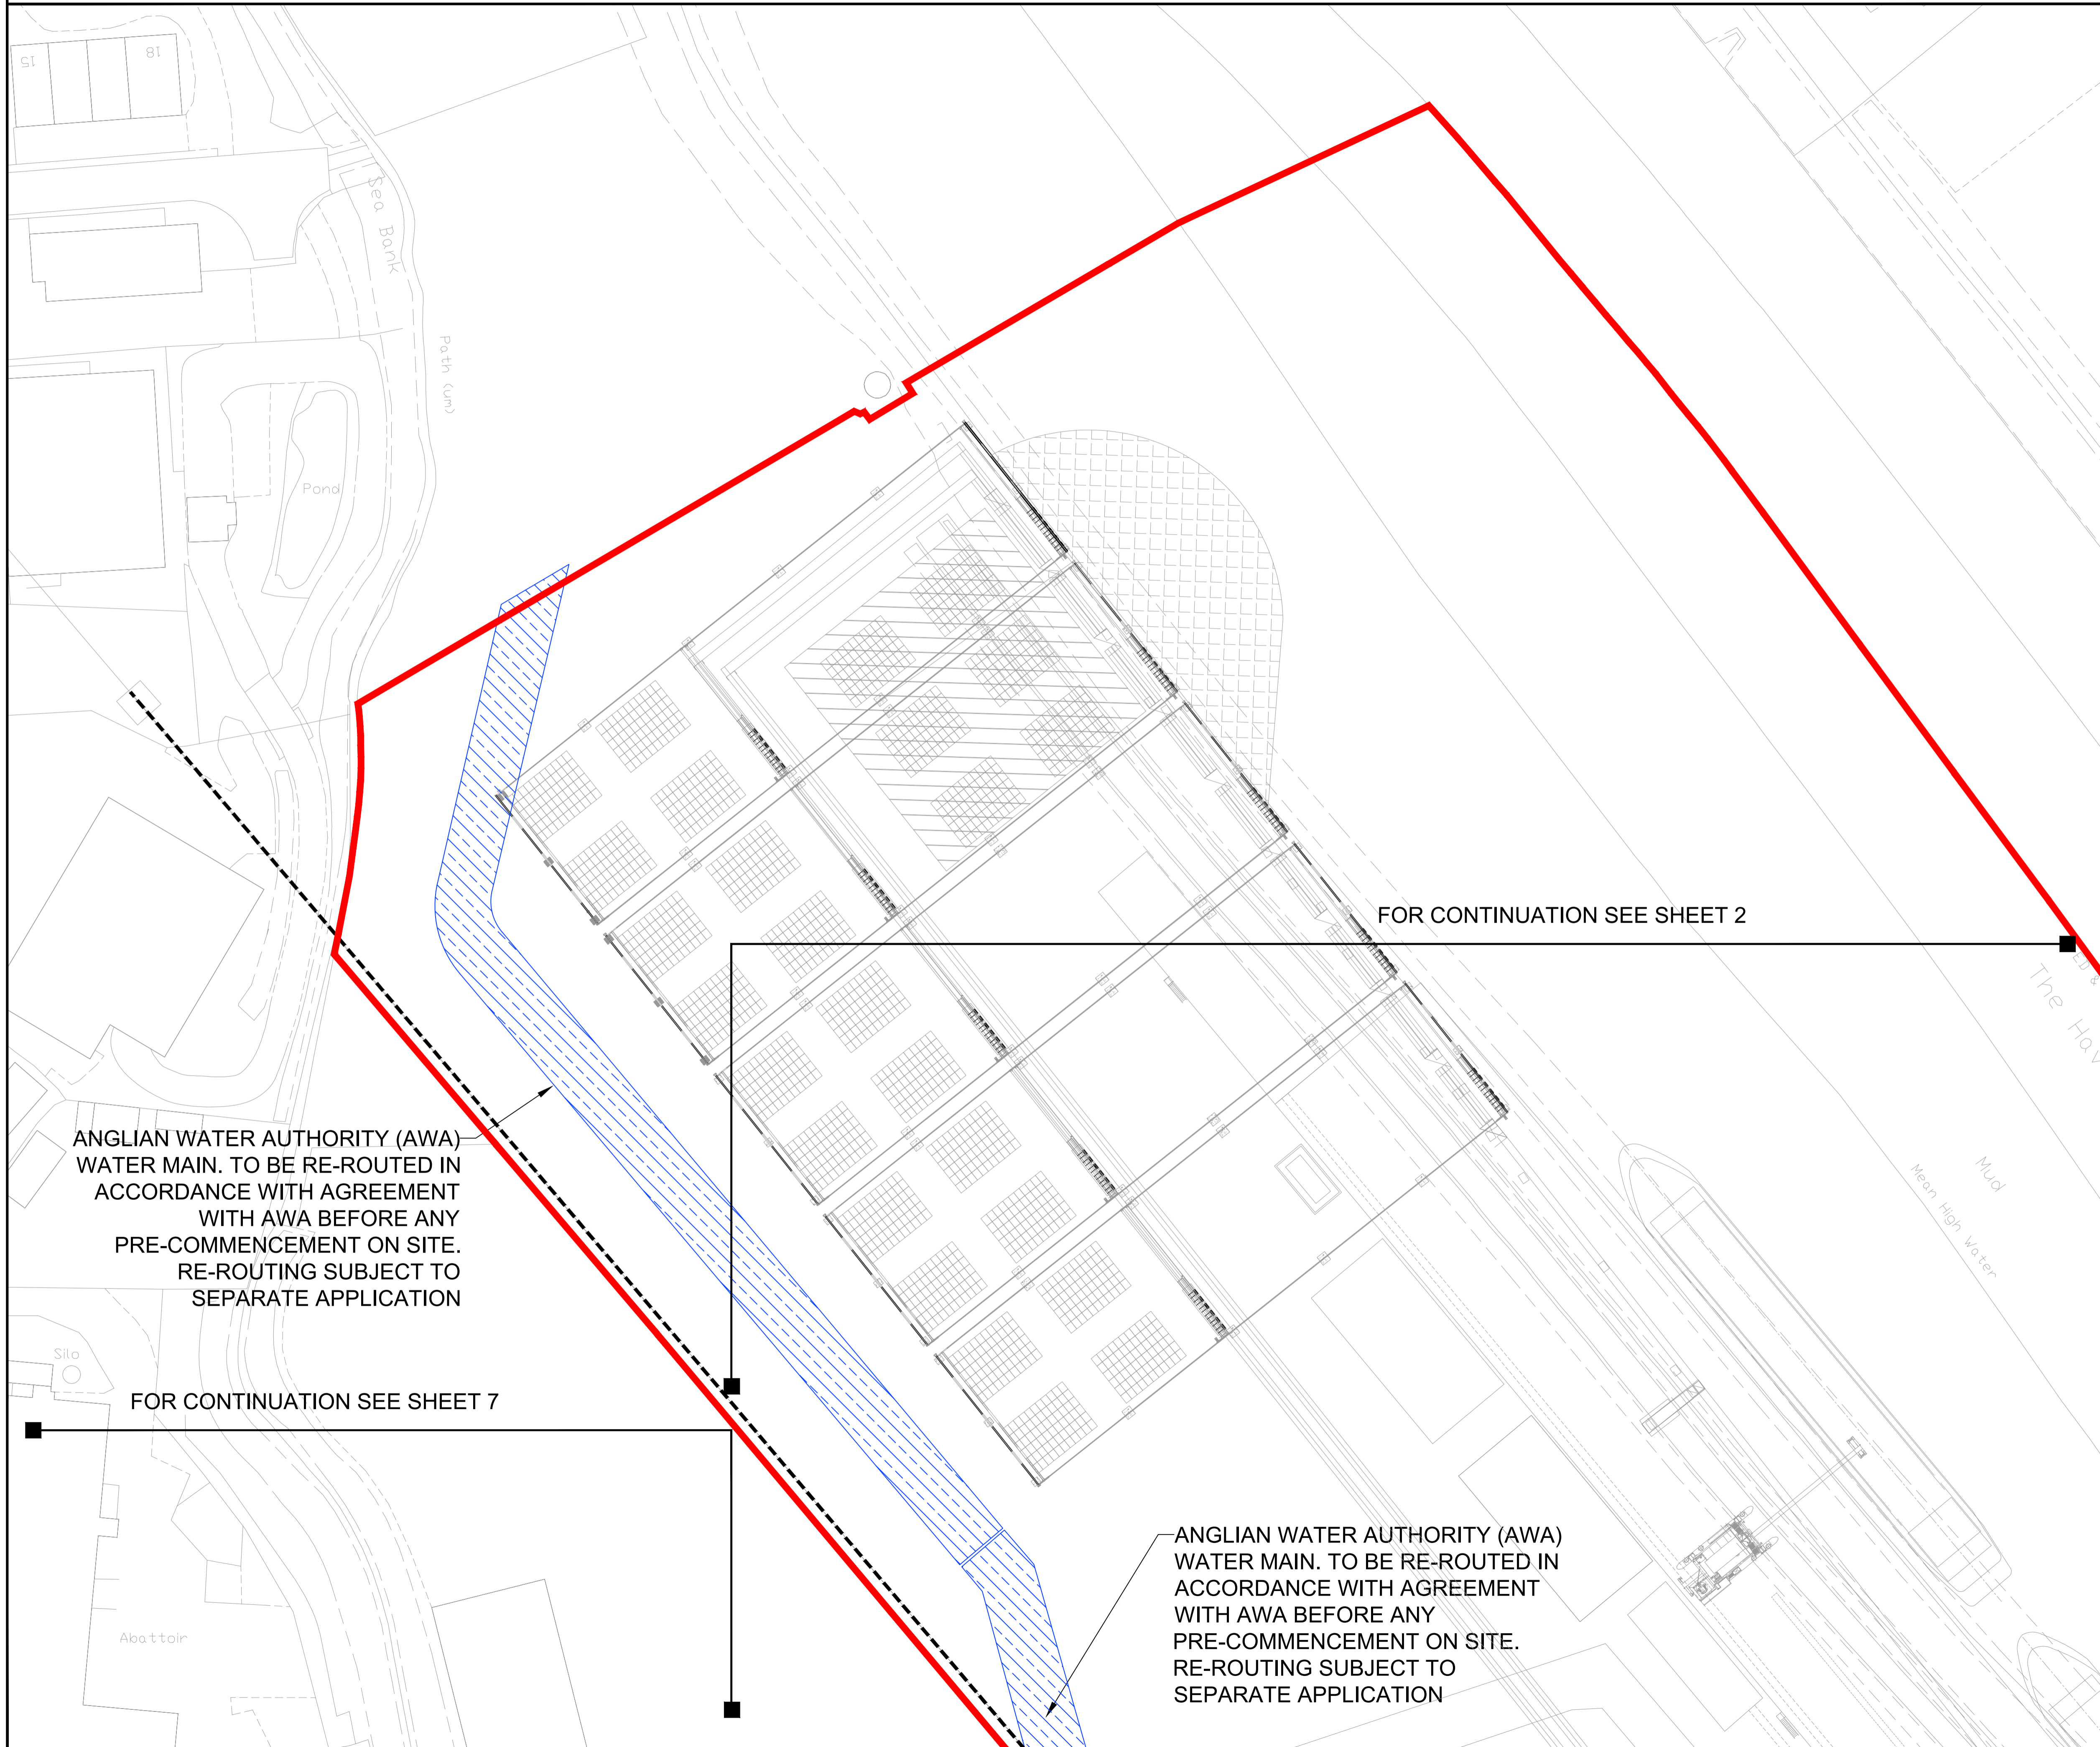 15
18
Sea Bank
Path (um)
Pond
FOR CONTINUATION SEE SHEET 2
The Hav
Mud
Mean High Water
ANGLIAN WATER AUTHORITY (AWA)
WATER MAIN. TO BE RE-ROUTED IN
ACCORDANCE WITH AGREEMENT
WITH AWA BEFORE ANY
PRE-COMMENCEMENT ON SITE.
RE-ROUTING SUBJECT TO
SEPARATE APPLICATION
Silo
FOR CONTINUATION SEE SHEET 7
Abattoir
ANGLIAN WATER AUTHORITY (AWA)
WATER MAIN. TO BE RE-ROUTED IN
ACCORDANCE WITH AGREEMENT
WITH AWA BEFORE ANY
PRE-COMMENCEMENT ON SITE.
RE-ROUTING SUBJECT TO
SEPARATE APPLICATION